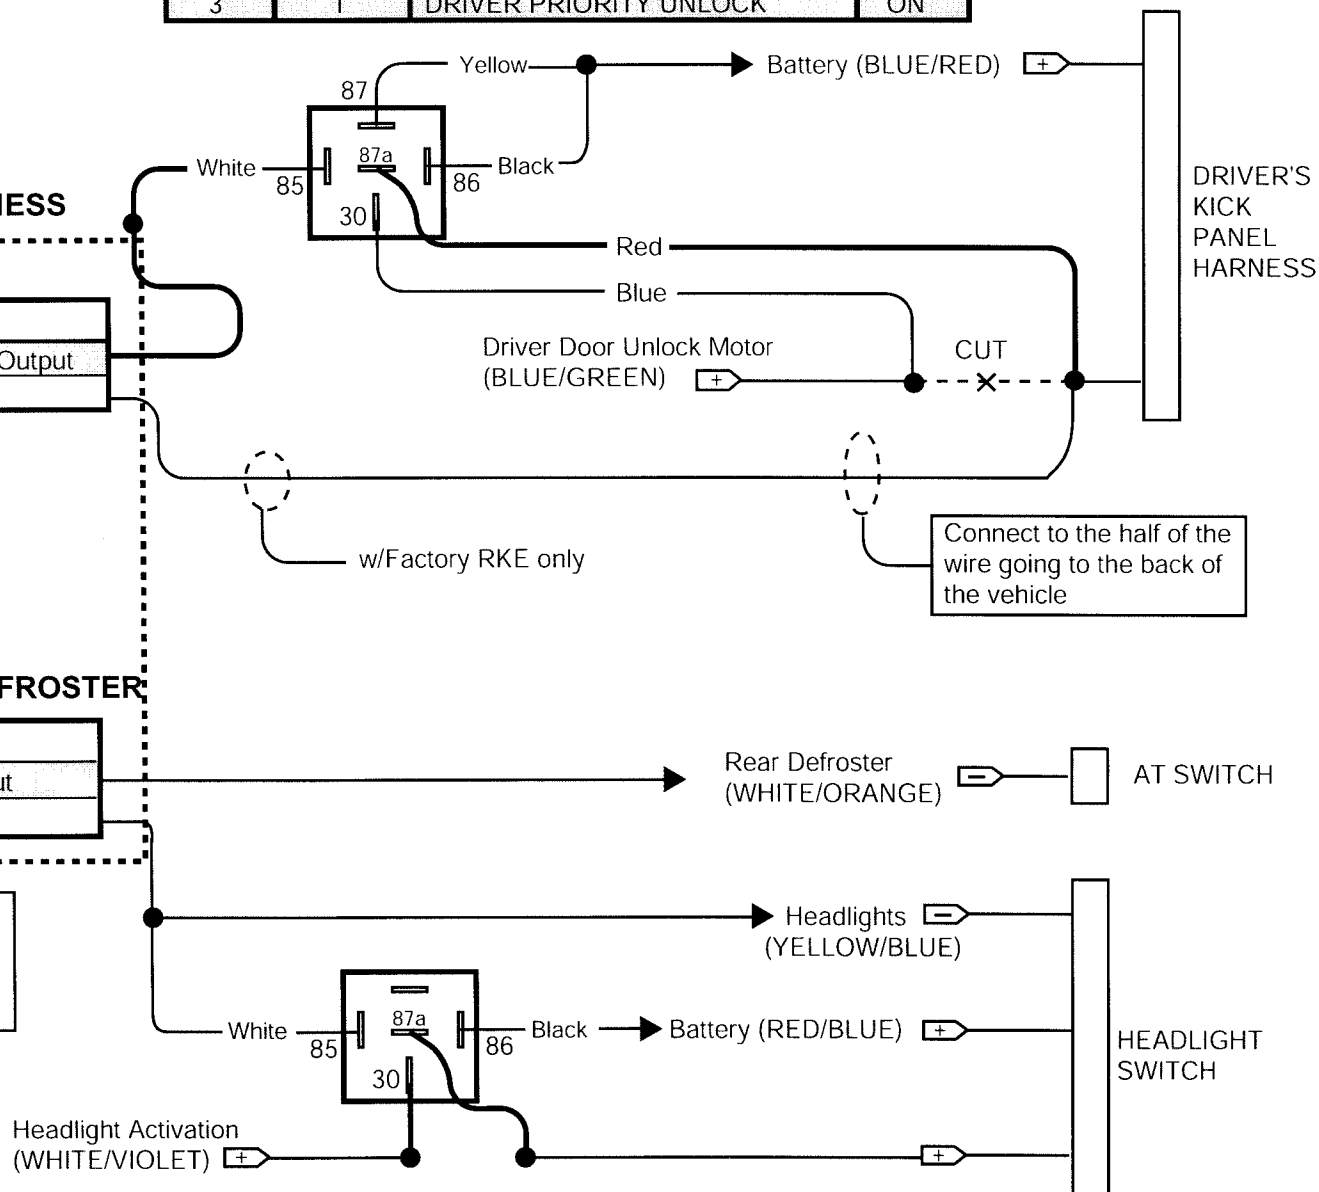 3 1 DRIVER PRIORITY UNLOCK ON
Yellow
Battery (BLUE/RED) +
87
White
85
87a
86
Black
30
DRIVER'S
KICK
PANEL
HARNESS
Red
Blue
Output
Driver Door Unlock Motor
(BLUE/GREEN) +
CUT
w/Factory RKE only
Connect to the half of the
wire going to the back of
the vehicle
Rear Defroster
(WHITE/ORANGE) −
AT SWITCH
Headlights −
(YELLOW/BLUE)
White
85
87a
86
Black
Battery (RED/BLUE) +
30
HEADLIGHT
SWITCH
Headlight Activation
(WHITE/VIOLET) +
+